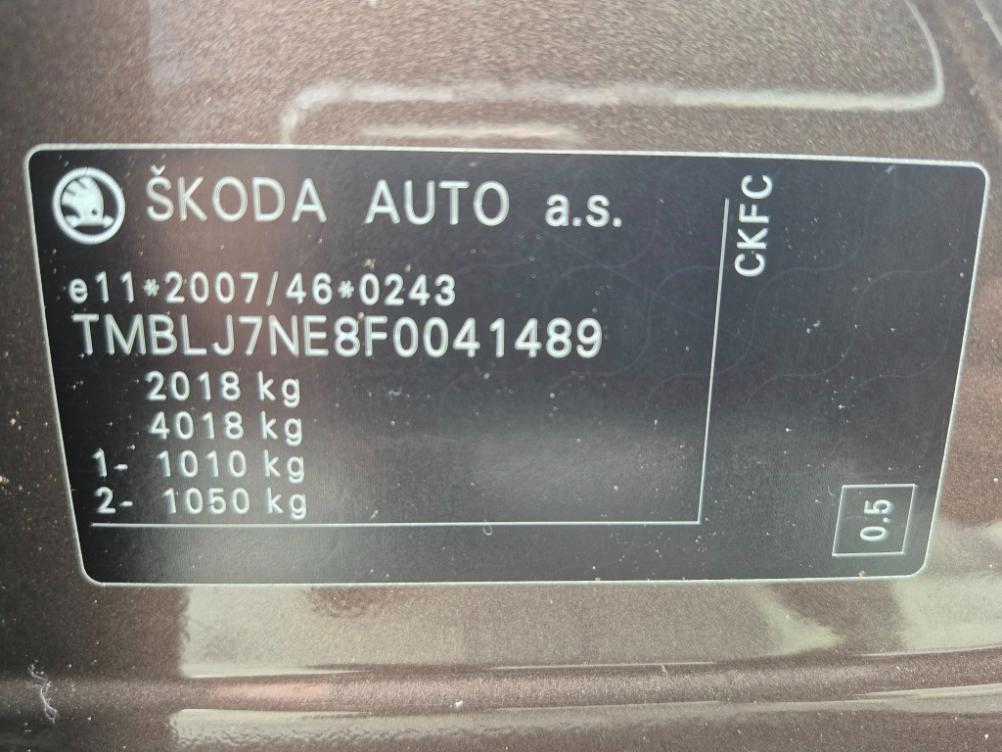 ŠKODA AUTO a.s.
e11*2007/46*0243
TMBLJ7NE8F0041489
2018 kg
4018 kg
1- 1010 kg
2- 1050 kg
CKFC
0.5